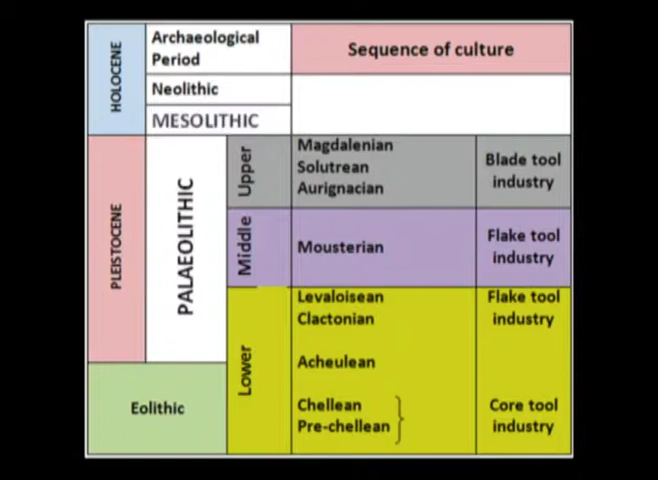 HOLOCENE
Archaeological
Period
Sequence of culture
Neolithic
MESOLITHIC
PLEISTOCENE
PALAEOLITHIC
Upper
Magdalenian
Solutrean
Aurignacian
Blade tool
industry
Middle
Mousterian
Flake tool
industry
Lower
Levaloisean
Clactonian
Flake tool
industry
Acheulean
Eolithic
Chellean
Pre-chellean
Core tool
industry